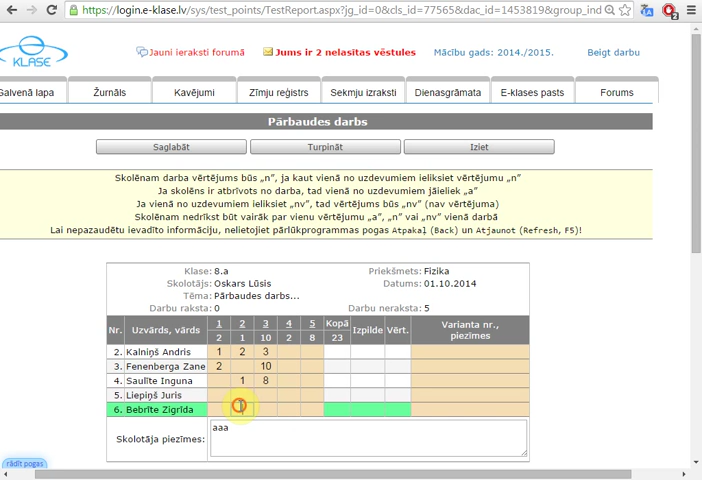 https://login.e-klase.lv/sys/test_points/TestReport.aspx?jg_id=0&cls_id=77565&dac_id=1453819&group_ind
KLASE
Jauni ieraksti forumā
Jums ir 2 nelasītas vēstules
Mācību gads: 2014./2015.
Beigt darbu
Galvenā lapa
Žurnāls
Kavējumi
Zīmju reģistrs
Sekmju izraksti
Dienasgrāmata
E-klases pasts
Forums
Pārbaudes darbs
Saglabāt
Turpināt
Iziet
Skolēnam darba vērtējums būs „n”, ja kaut vienā no uzdevumiem ieliksiet vērtējumu „n”
Ja skolēns ir atbrīvots no darba, tad vienā no uzdevumiem jāieliek „a”
Ja vienā no uzdevumiem ieliksiet „nv”, tad vērtējums būs „nv” (nav vērtējuma)
Skolēnam nedrīkst būt vairāk par vienu vērtējumu „a”, „n” vai „nv” vienā darbā
Lai nepazaudētu ievadīto informāciju, nelietojiet pārlūkprogrammas pogas Atpakaļ (Back) un Atjaunot (Refresh, F5)!
Klase: 8.a Priekšmets: Fizika
Skolotājs: Oskars Lūsis Datums: 01.10.2014
Tēma: Pārbaudes darbs...
Darbu raksta: 0 Darbu neraksta: 5
Nr. Uzvārds, vārds 1 2 3 4 5 Kopā Izpilde Vērt. Varianta nr., piezīmes
2 1 10 2 8 23
2. Kalniņš Andris 1 2 3
3. Fenenberga Zane 2 10
4. Saulīte Inguna 1 8
5. Liepiņš Juris
6. Bebrīte Zigrīda
Skolotāja piezīmes: aaa
rādīt pogas
2